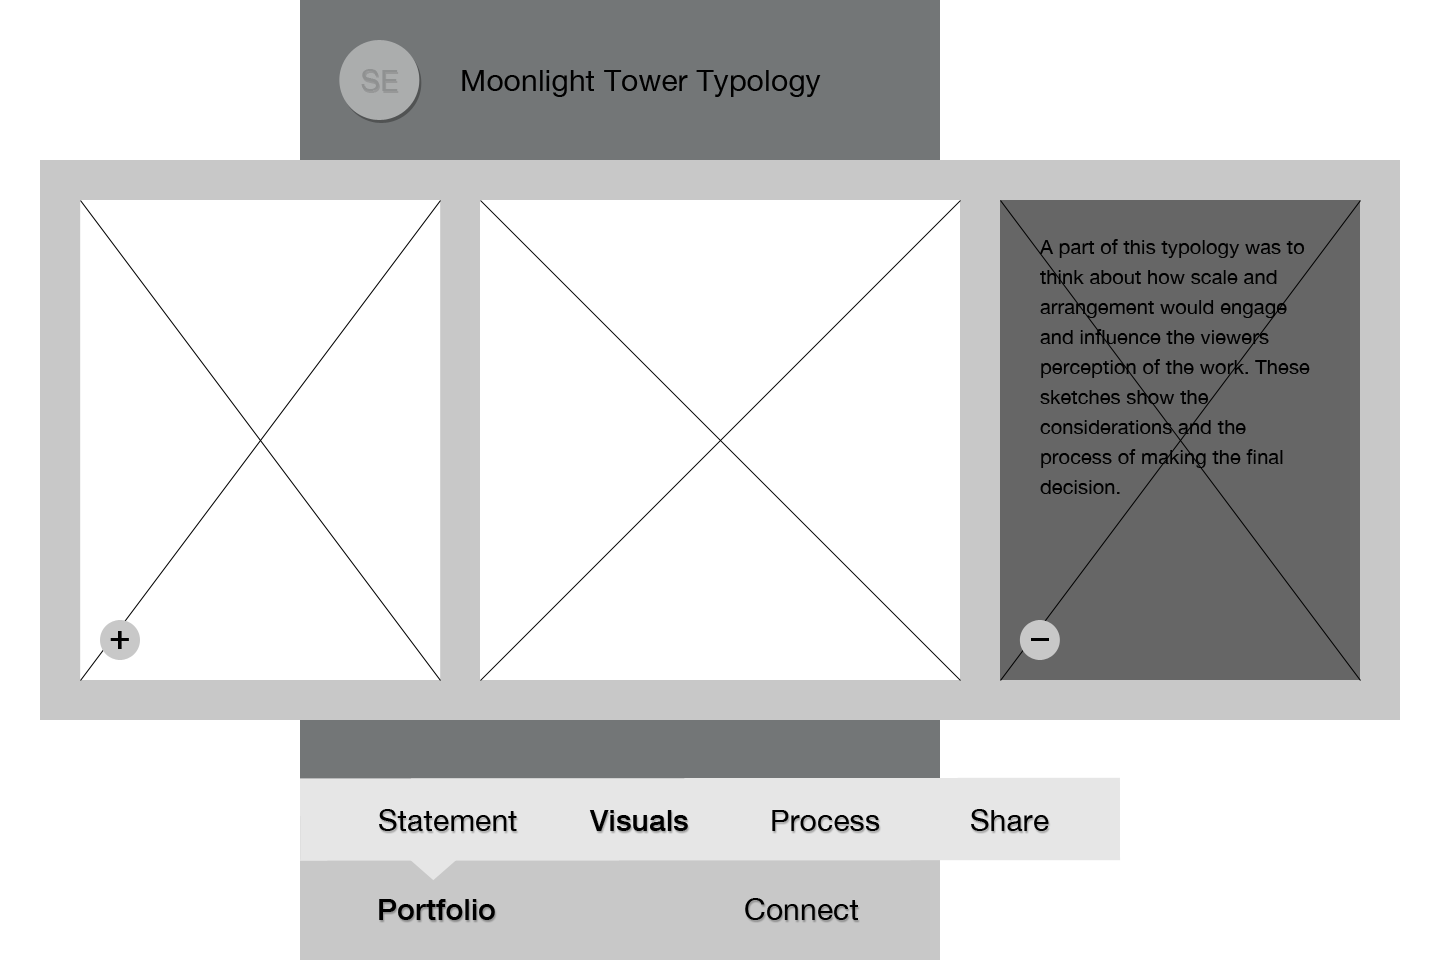 SE
Moonlight Tower Typology
A part of this typology was to
think about how scale and
arrangement would engage
and influence the viewers
perception of the work. These
sketches show the
considerations and the
process of making the final
decision.
+
−
Statement Visuals Process Share
Portfolio Connect